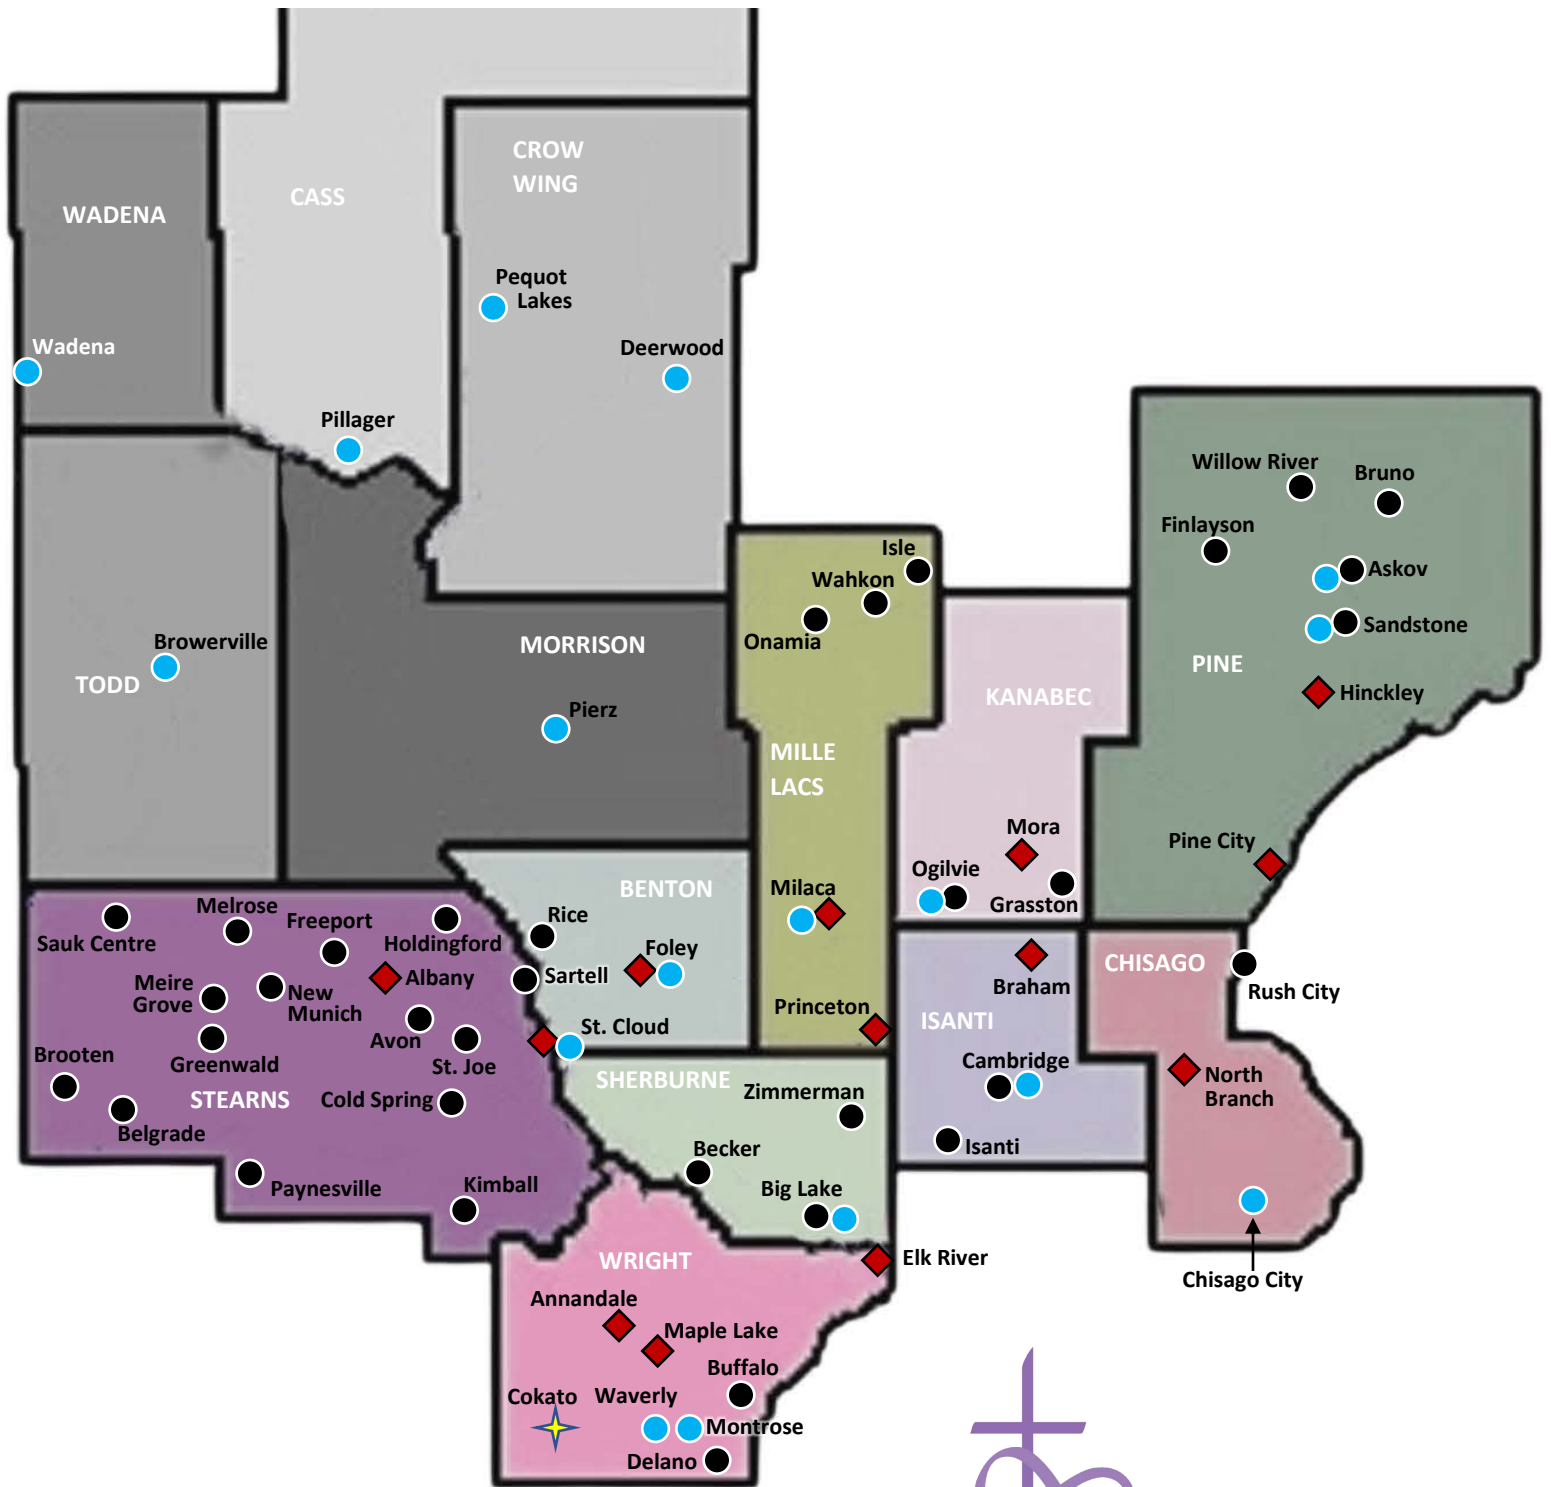 CROW
WING
CASS
WADENA
Pequot
Lakes
Wadena
Deerwood
Pillager
Willow River
Bruno
Finlayson
Isle
Askov
Wahkon
Sandstone
Onamia
Browerville
MORRISON
PINE
TODD
KANABEC
Hinckley
Pierz
MILLE
LACS
Mora
Pine City
Ogilvie
BENTON
Milaca
Grasston
Melrose
Rice
Freeport
Sauk Centre
Holdingford
Foley
CHISAGO
Albany
Sartell
Meire
Grove
New
Munich
Braham
Rush City
Princeton
ISANTI
St. Cloud
Avon
Brooten
Greenwald
St. Joe
Cambridge
SHERBURNE
North
Branch
Zimmerman
STEARNS
Cold Spring
Belgrade
Isanti
Becker
Paynesville
Kimball
Big Lake
WRIGHT
Elk River
Chisago City
Annandale
Maple Lake
Buffalo
Cokato
Waverly
Montrose
Delano